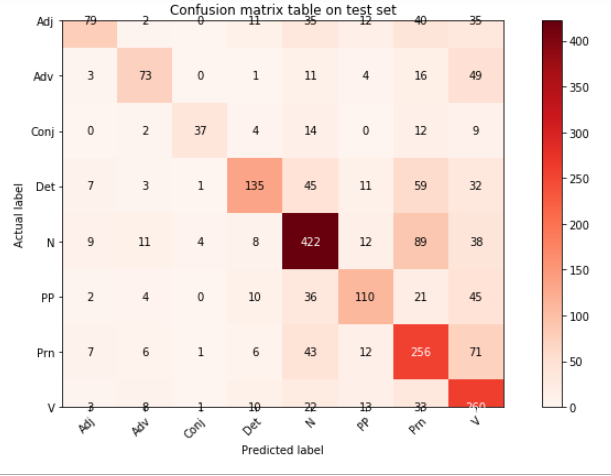 Confusion matrix table on test set
Adj 79 2 0 11 35 12 40 35
Adv 3 73 0 1 11 4 16 49
Conj 0 2 37 4 14 0 12 9
Det 7 3 1 135 45 11 59 32
N 9 11 4 8 422 12 89 38
PP 2 4 0 10 36 110 21 45
Prn 7 6 1 6 43 12 256 71
V 3 8 1 10 22 13 33 260
Adj Adv Conj Det N PP Prn V
Predicted label
Actual label
400
350
300
250
200
150
100
50
0